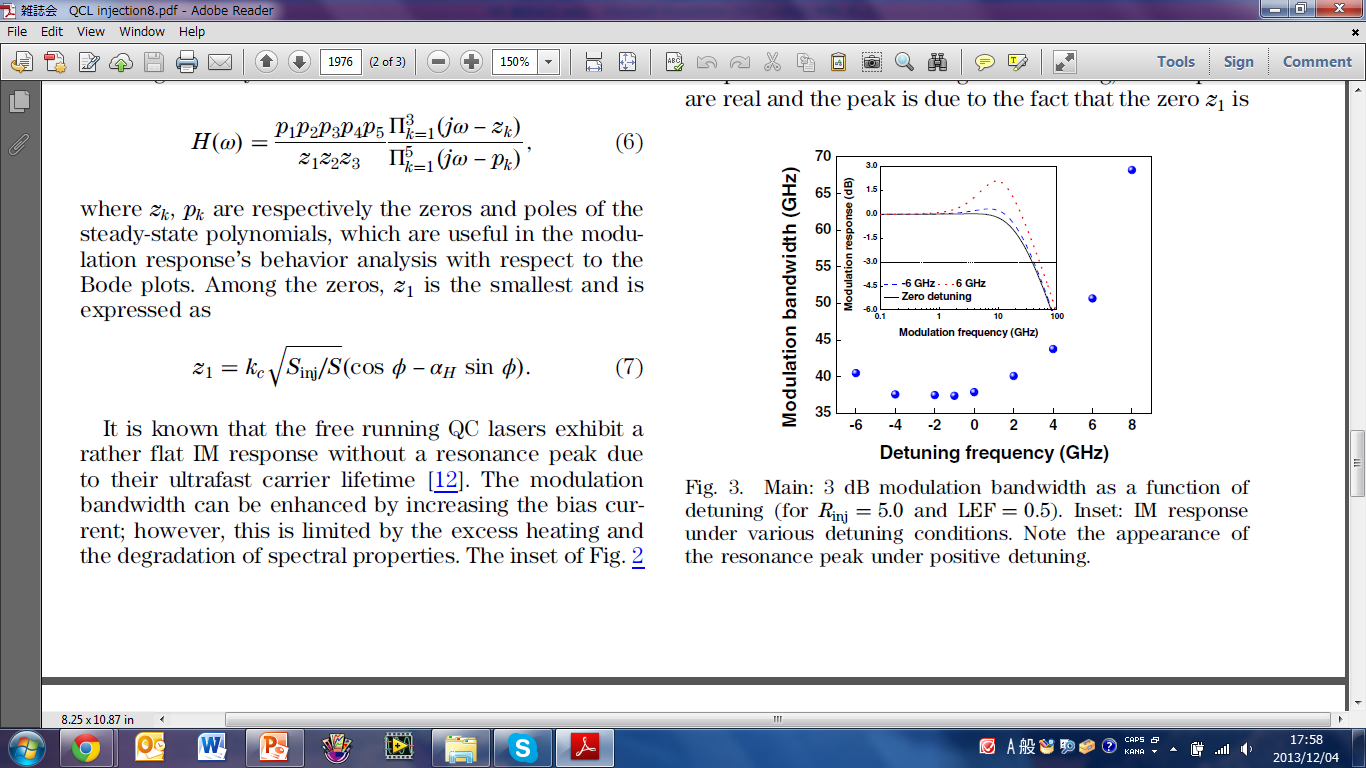 雑誌会 QCL injection8.pdf - Adobe Reader
File Edit View Window Help
1976 (2 of 3) 150% Tools Sign Comment
H(ω) = p1p2p3p4p5/z1z2z3 Π³k=1(jω − zk)/Π⁵k=1(jω − pk), (6)
where zk, pk are respectively the zeros and poles of the
steady-state polynomials, which are useful in the modu-
lation response's behavior analysis with respect to the
Bode plots. Among the zeros, z1 is the smallest and is
expressed as
z1 = kc√Sinj/S(cos ϕ − αH sin ϕ). (7)
It is known that the free running QC lasers exhibit a
rather flat IM response without a resonance peak due
to their ultrafast carrier lifetime [12]. The modulation
bandwidth can be enhanced by increasing the bias cur-
rent; however, this is limited by the excess heating and
the degradation of spectral properties. The inset of Fig. 2
are real and the peak is due to the fact that the zero z1 is
Modulation bandwidth (GHz)
70
65
60
55
50
45
40
35
Modulation response (dB)
3.0
1.5
0.0
-1.5
-3.0
-4.5
-6.0
-6 GHz 6 GHz
Zero detuning
0.1 1 10 100
Modulation frequency (GHz)
-6 -4 -2 0 2 4 6 8
Detuning frequency (GHz)
Fig. 3. Main: 3 dB modulation bandwidth as a function of
detuning (for Rinj = 5.0 and LEF = 0.5). Inset: IM response
under various detuning conditions. Note the appearance of
the resonance peak under positive detuning.
8.25 x 10.87 in
A 般 CAPS KANA
17:58
2013/12/04